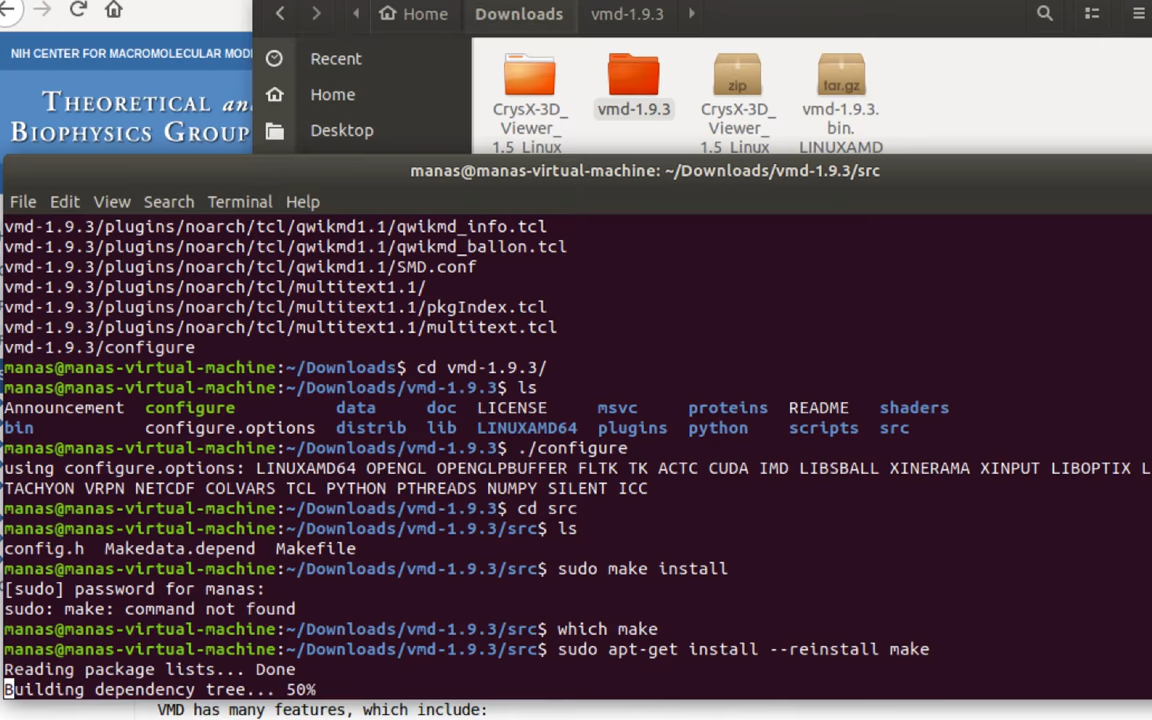 Home
Downloads
vmd-1.9.3
NIH CENTER FOR MACROMOLECULAR MOD
THEORETICAL and
BIOPHYSICS GROUP
Recent
Home
Desktop
CrysX-3D_
Viewer_
1.5_Linux
vmd-1.9.3
zip
CrysX-3D_
Viewer_
1.5_Linux
tar.gz
vmd-1.9.3.
bin.
LINUXAMD
manas@manas-virtual-machine: ~/Downloads/vmd-1.9.3/src
File Edit View Search Terminal Help
vmd-1.9.3/plugins/noarch/tcl/qwikmd1.1/qwikmd_info.tcl
vmd-1.9.3/plugins/noarch/tcl/qwikmd1.1/qwikmd_ballon.tcl
vmd-1.9.3/plugins/noarch/tcl/qwikmd1.1/SMD.conf
vmd-1.9.3/plugins/noarch/tcl/multitext1.1/
vmd-1.9.3/plugins/noarch/tcl/multitext1.1/pkgIndex.tcl
vmd-1.9.3/plugins/noarch/tcl/multitext1.1/multitext.tcl
vmd-1.9.3/configure
manas@manas-virtual-machine:~/Downloads$ cd vmd-1.9.3/
manas@manas-virtual-machine:~/Downloads/vmd-1.9.3$ ls
Announcement configure data doc LICENSE msvc proteins README shaders
bin configure.options distrib lib LINUXAMD64 plugins python scripts src
manas@manas-virtual-machine:~/Downloads/vmd-1.9.3$ ./configure
using configure.options: LINUXAMD64 OPENGL OPENGLPBUFFER FLTK TK ACTC CUDA IMD LIBSBALL XINERAMA XINPUT LIBOPTIX L
TACHYON VRPN NETCDF COLVARS TCL PYTHON PTHREADS NUMPY SILENT ICC
manas@manas-virtual-machine:~/Downloads/vmd-1.9.3$ cd src
manas@manas-virtual-machine:~/Downloads/vmd-1.9.3/src$ ls
config.h Makedata.depend Makefile
manas@manas-virtual-machine:~/Downloads/vmd-1.9.3/src$ sudo make install
[sudo] password for manas:
sudo: make: command not found
manas@manas-virtual-machine:~/Downloads/vmd-1.9.3/src$ which make
manas@manas-virtual-machine:~/Downloads/vmd-1.9.3/src$ sudo apt-get install --reinstall make
Reading package lists... Done
Building dependency tree... 50%
VMD has many features, which include: